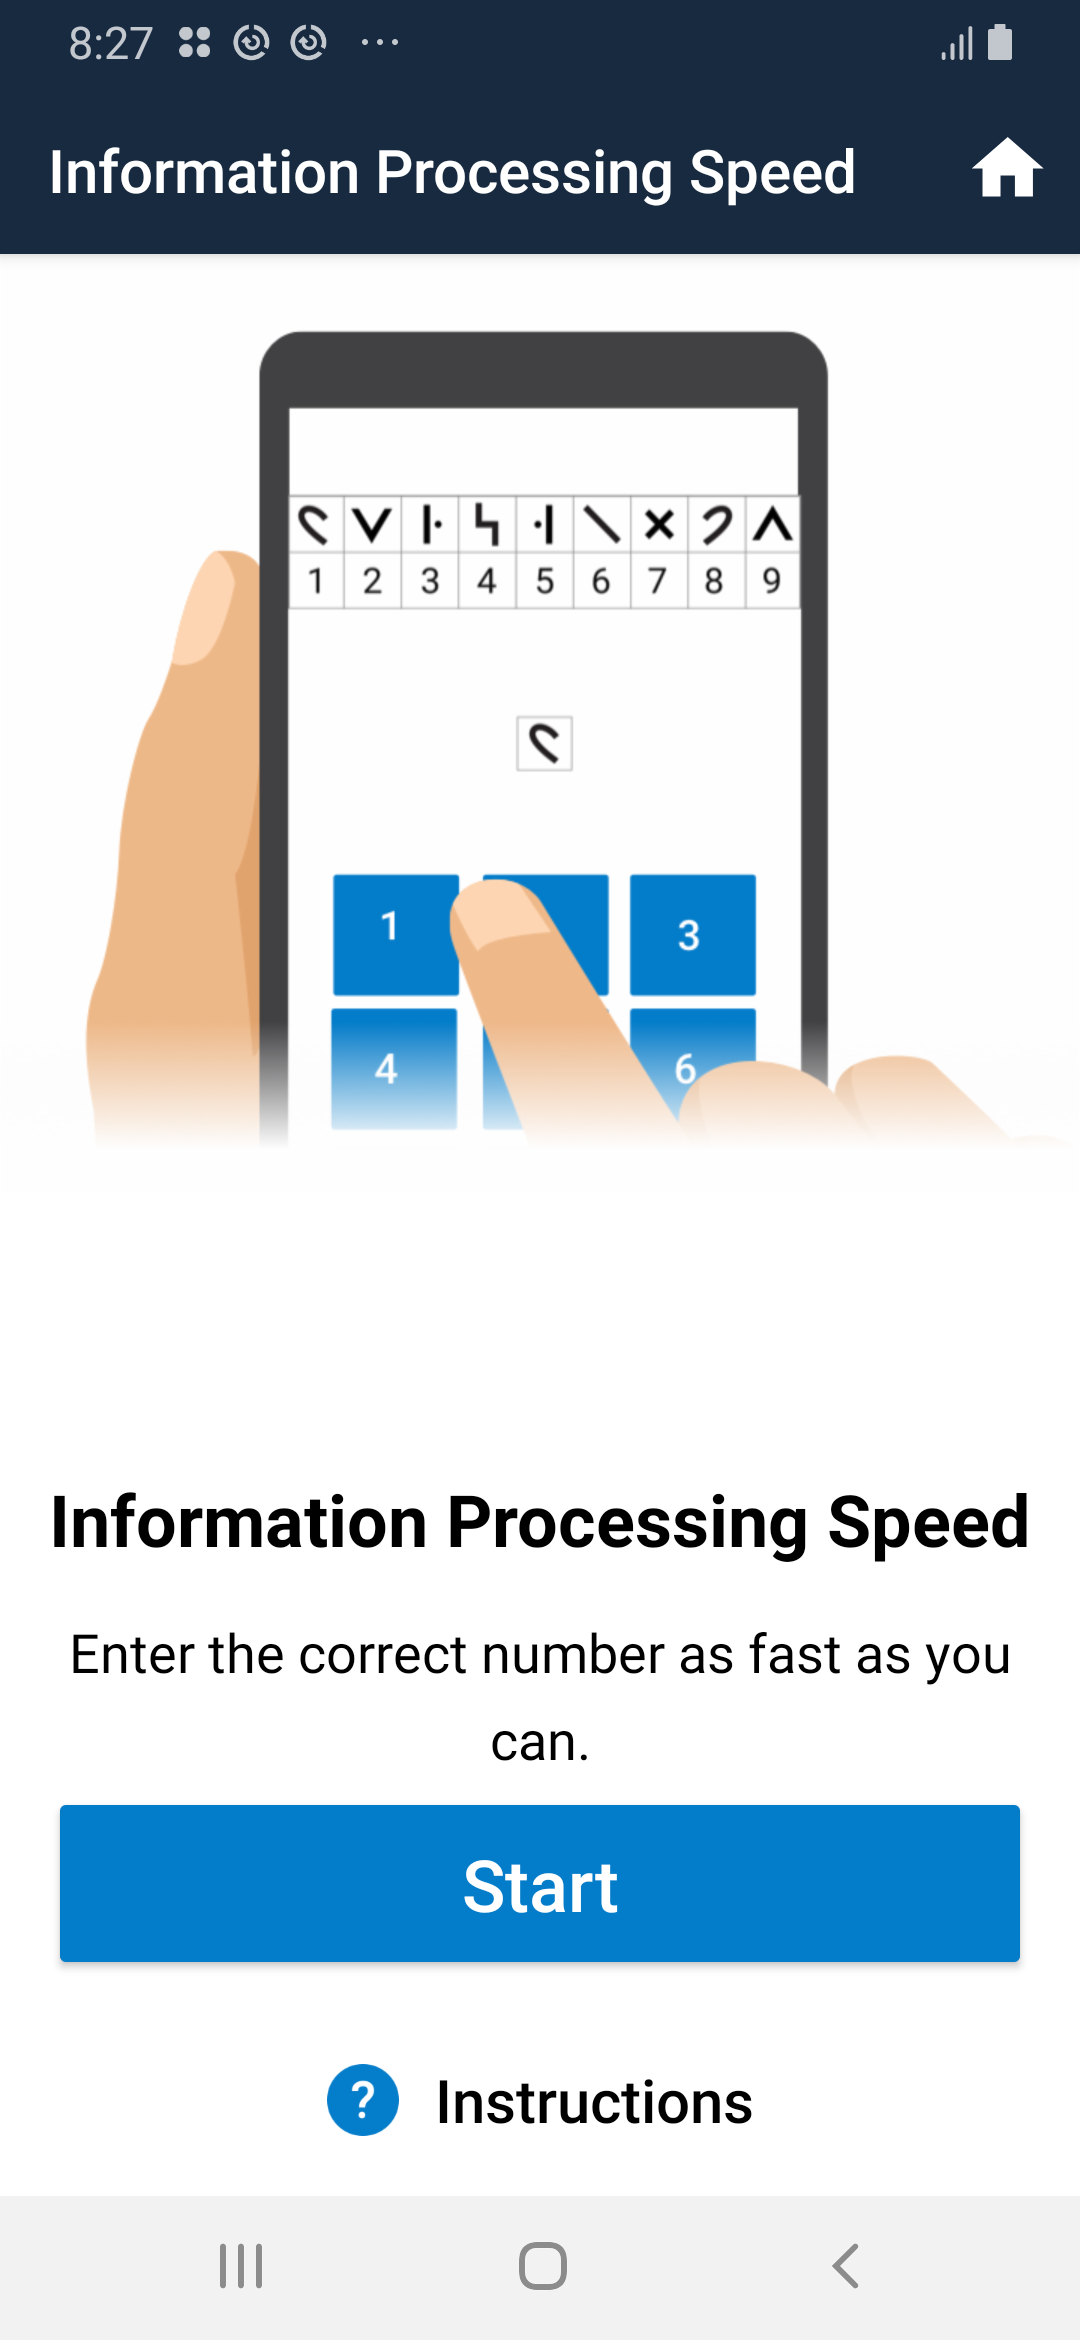 8:27
Information Processing Speed
1 2 3 4 5 6 7 8 9
1 3
4 6
Information Processing Speed
Enter the correct number as fast as you
can.
Start
? Instructions